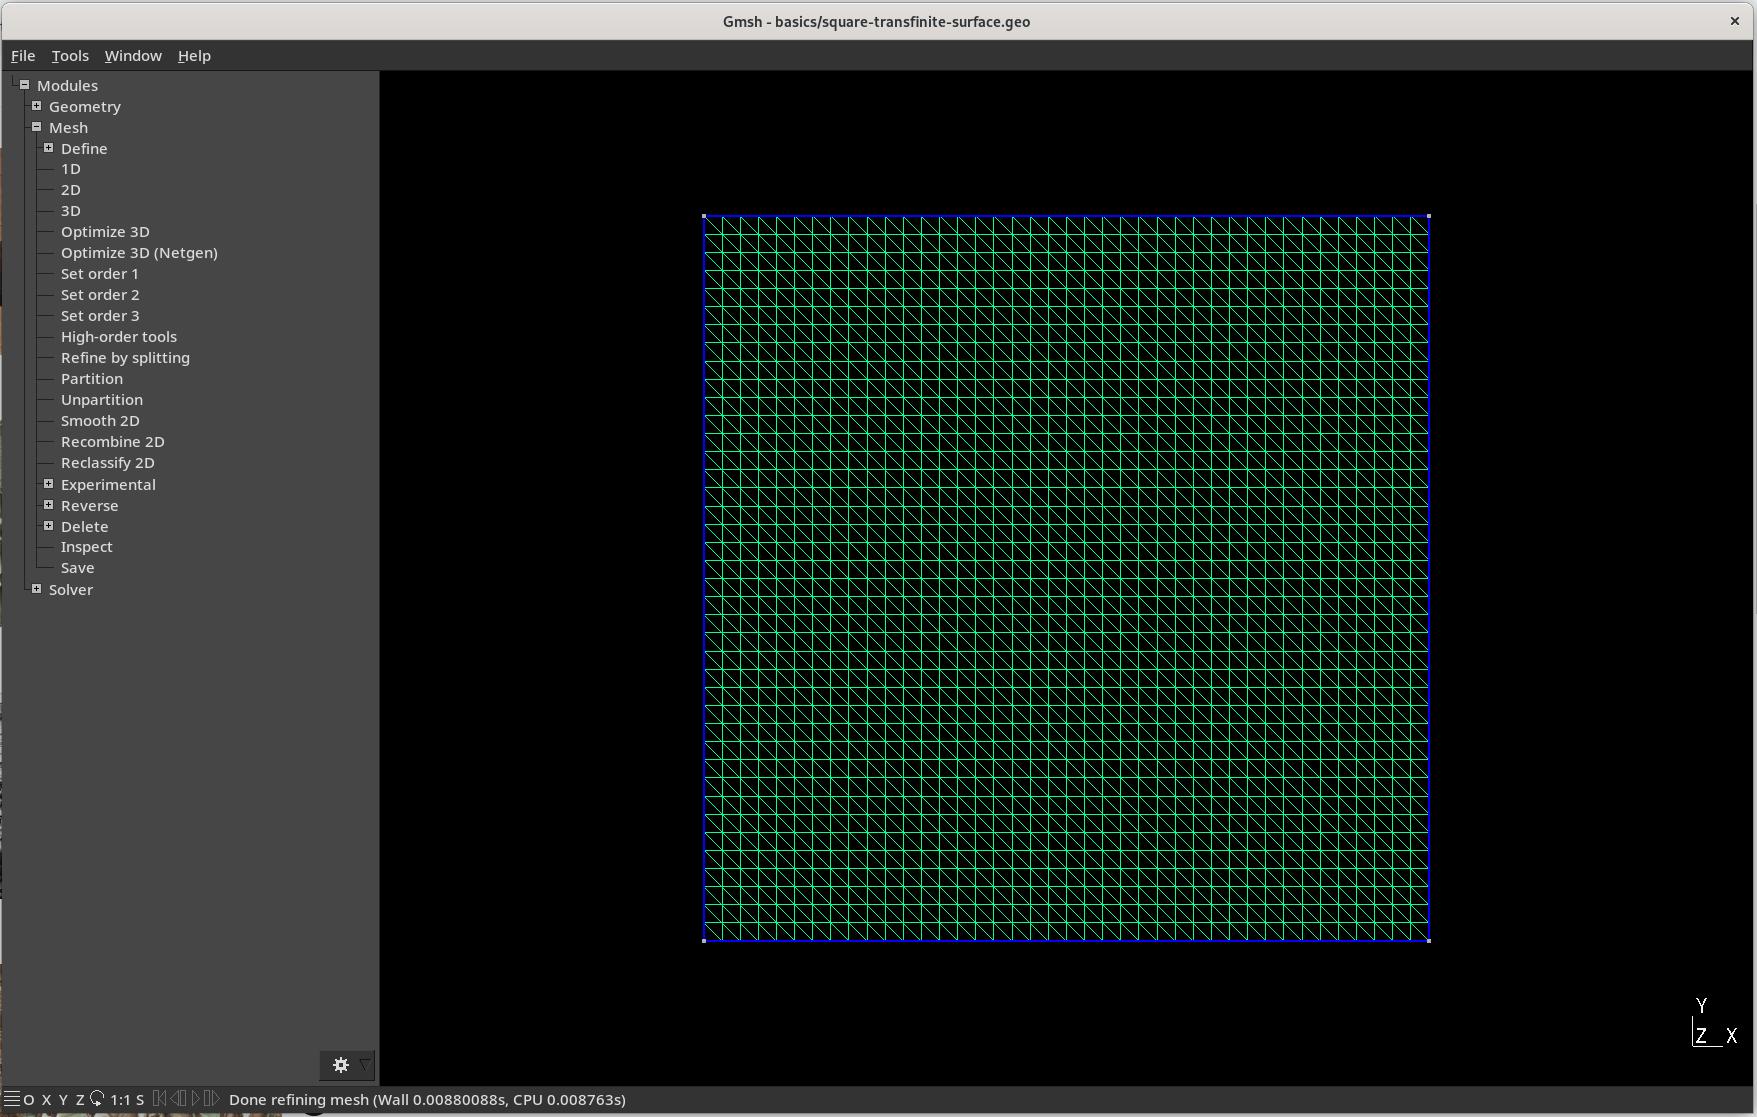 Gmsh - basics/square-transfinite-surface.geo
File Tools Window Help
Modules
Geometry
Mesh
Define
1D
2D
3D
Optimize 3D
Optimize 3D (Netgen)
Set order 1
Set order 2
Set order 3
High-order tools
Refine by splitting
Partition
Unpartition
Smooth 2D
Recombine 2D
Reclassify 2D
Experimental
Reverse
Delete
Inspect
Save
Solver
Y
Z X
O X Y Z 1:1 S Done refining mesh (Wall 0.00880088s, CPU 0.008763s)